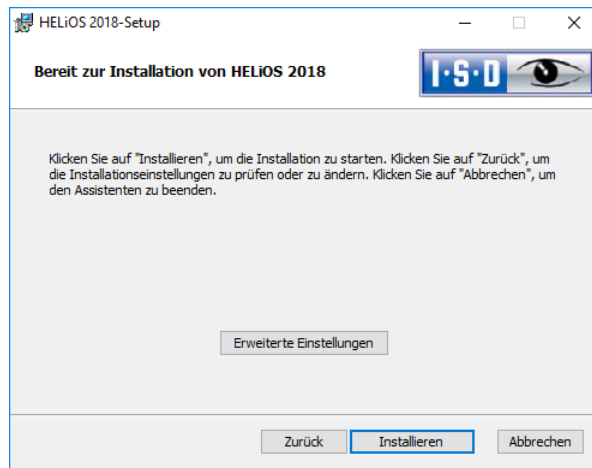 HELiOS 2018-Setup
Bereit zur Installation von HELiOS 2018
I·S·D
Klicken Sie auf "Installieren", um die Installation zu starten. Klicken Sie auf "Zurück", um
die Installationseinstellungen zu prüfen oder zu ändern. Klicken Sie auf "Abbrechen", um
den Assistenten zu beenden.
Erweiterte Einstellungen
Zurück Installieren Abbrechen